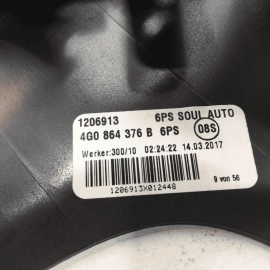 1206913 6PS SOUL AUTO
4G0 864 376 B 6PS 08S
Werker:300/10 02:24:22 14.03.2017
9 von 56
1206913X012448